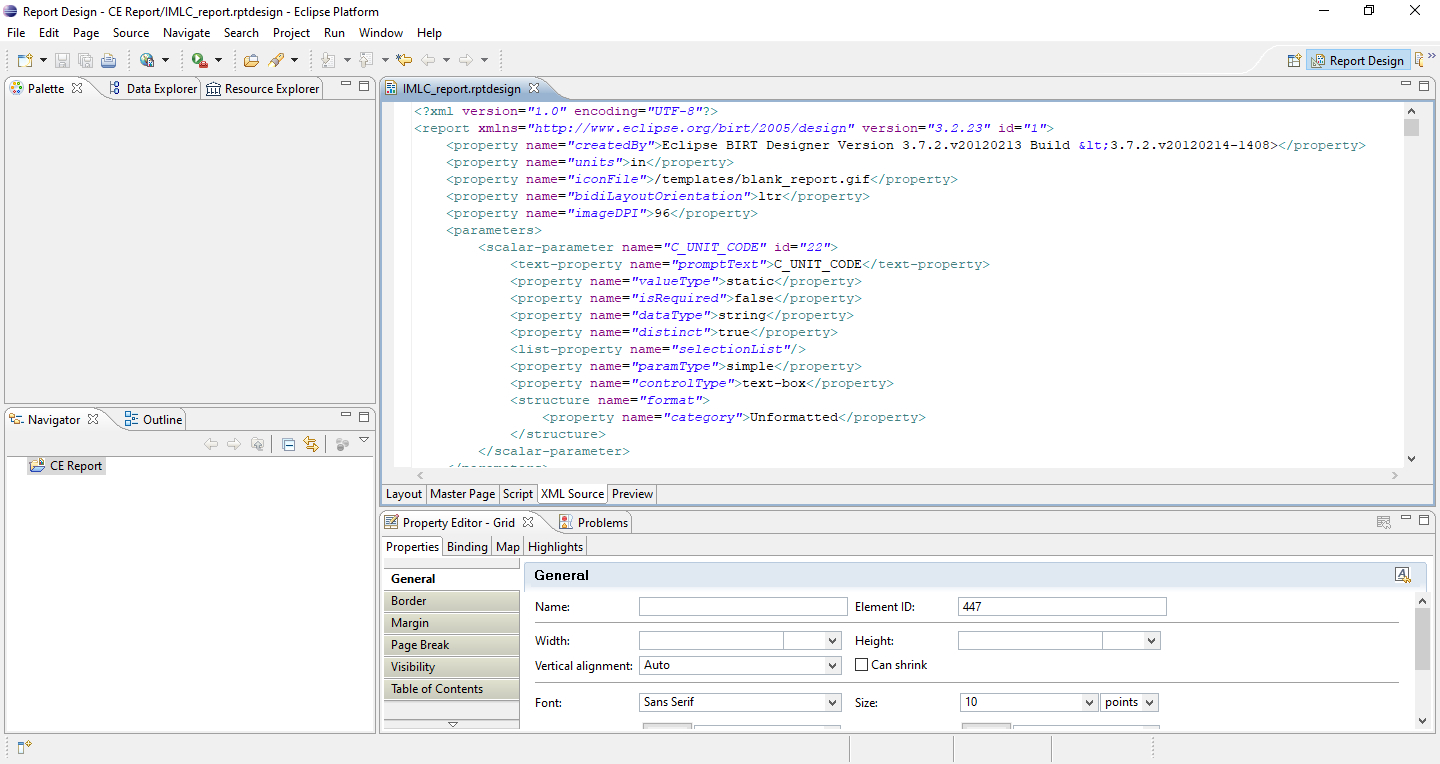 Report Design - CE Report/IMLC_report.rptdesign - Eclipse Platform
File Edit Page Source Navigate Search Project Run Window Help
Report Design
Palette Data Explorer Resource Explorer
IMLC_report.rptdesign
<?xml version="1.0" encoding="UTF-8"?>
<report xmlns="http://www.eclipse.org/birt/2005/design" version="3.2.23" id="1">
<property name="createdBy">Eclipse BIRT Designer Version 3.7.2.v20120213 Build &lt;3.7.2.v20120214-1408></property>
<property name="units">in</property>
<property name="iconFile">/templates/blank_report.gif</property>
<property name="bidiLayoutOrientation">ltr</property>
<property name="imageDPI">96</property>
<parameters>
<scalar-parameter name="C_UNIT_CODE" id="22">
<text-property name="promptText">C_UNIT_CODE</text-property>
<property name="valueType">static</property>
<property name="isRequired">false</property>
<property name="dataType">string</property>
<property name="distinct">true</property>
<list-property name="selectionList"/>
<property name="paramType">simple</property>
<property name="controlType">text-box</property>
<structure name="format">
<property name="category">Unformatted</property>
</structure>
</scalar-parameter>
</parameters>
Layout Master Page Script XML Source Preview
Navigator Outline
CE Report
Property Editor - Grid Problems
Properties Binding Map Highlights
General
Border
Margin
Page Break
Visibility
Table of Contents
General
Name: Element ID: 447
Width: Height:
Vertical alignment: Auto Can shrink
Font: Sans Serif Size: 10 points